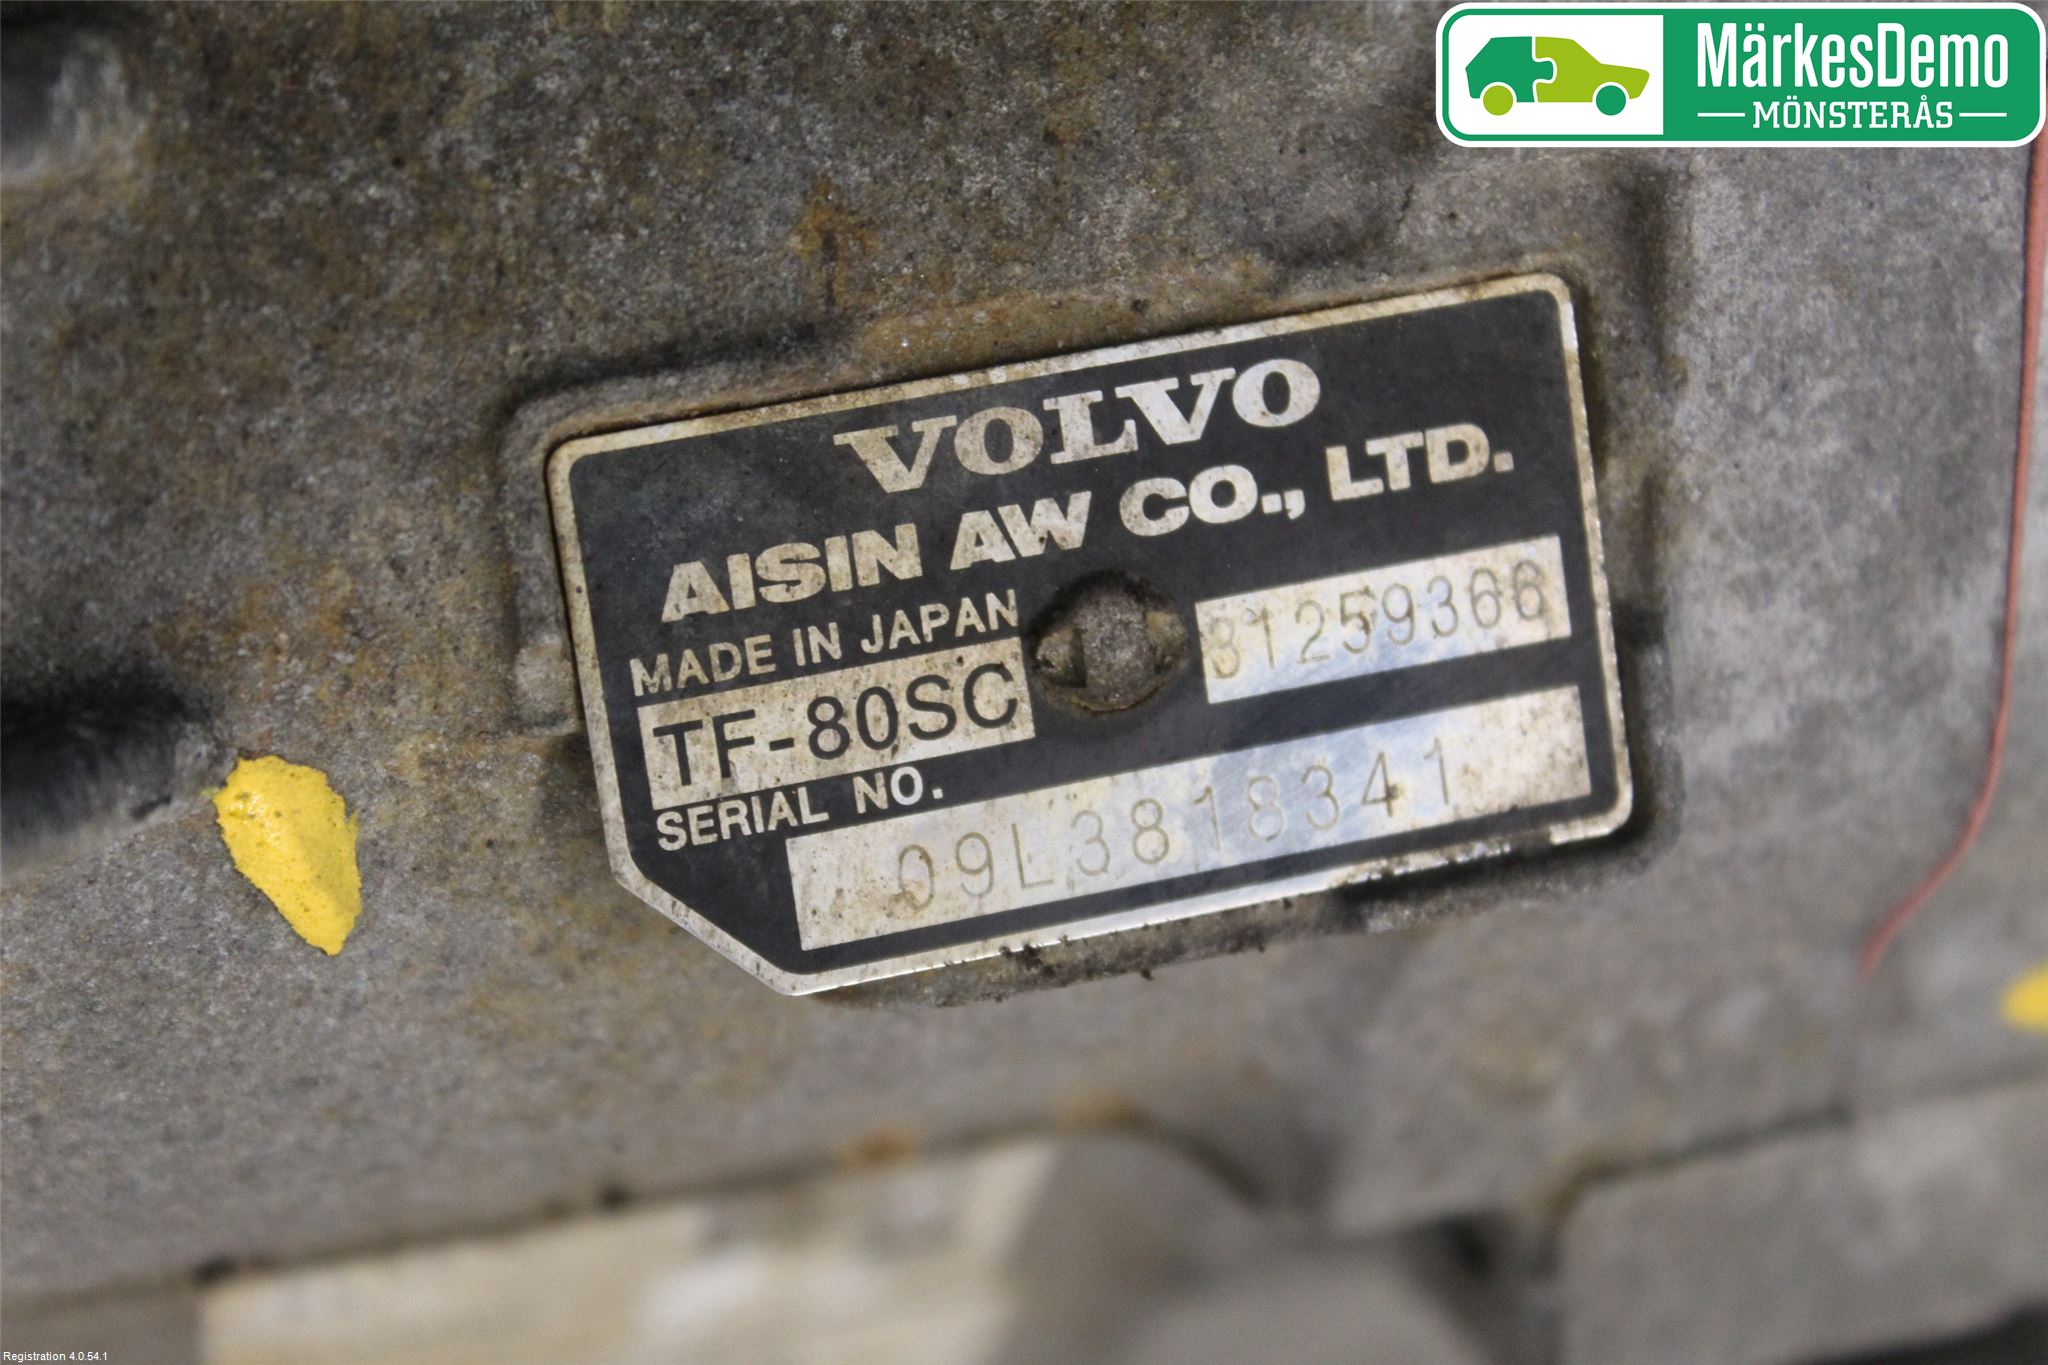 MärkesDemo
MÖNSTERÅS
VOLVO
AISIN AW CO., LTD.
MADE IN JAPAN
TF-80SC
31259366
SERIAL NO.
09L3818341
Registration 4.0.54.1